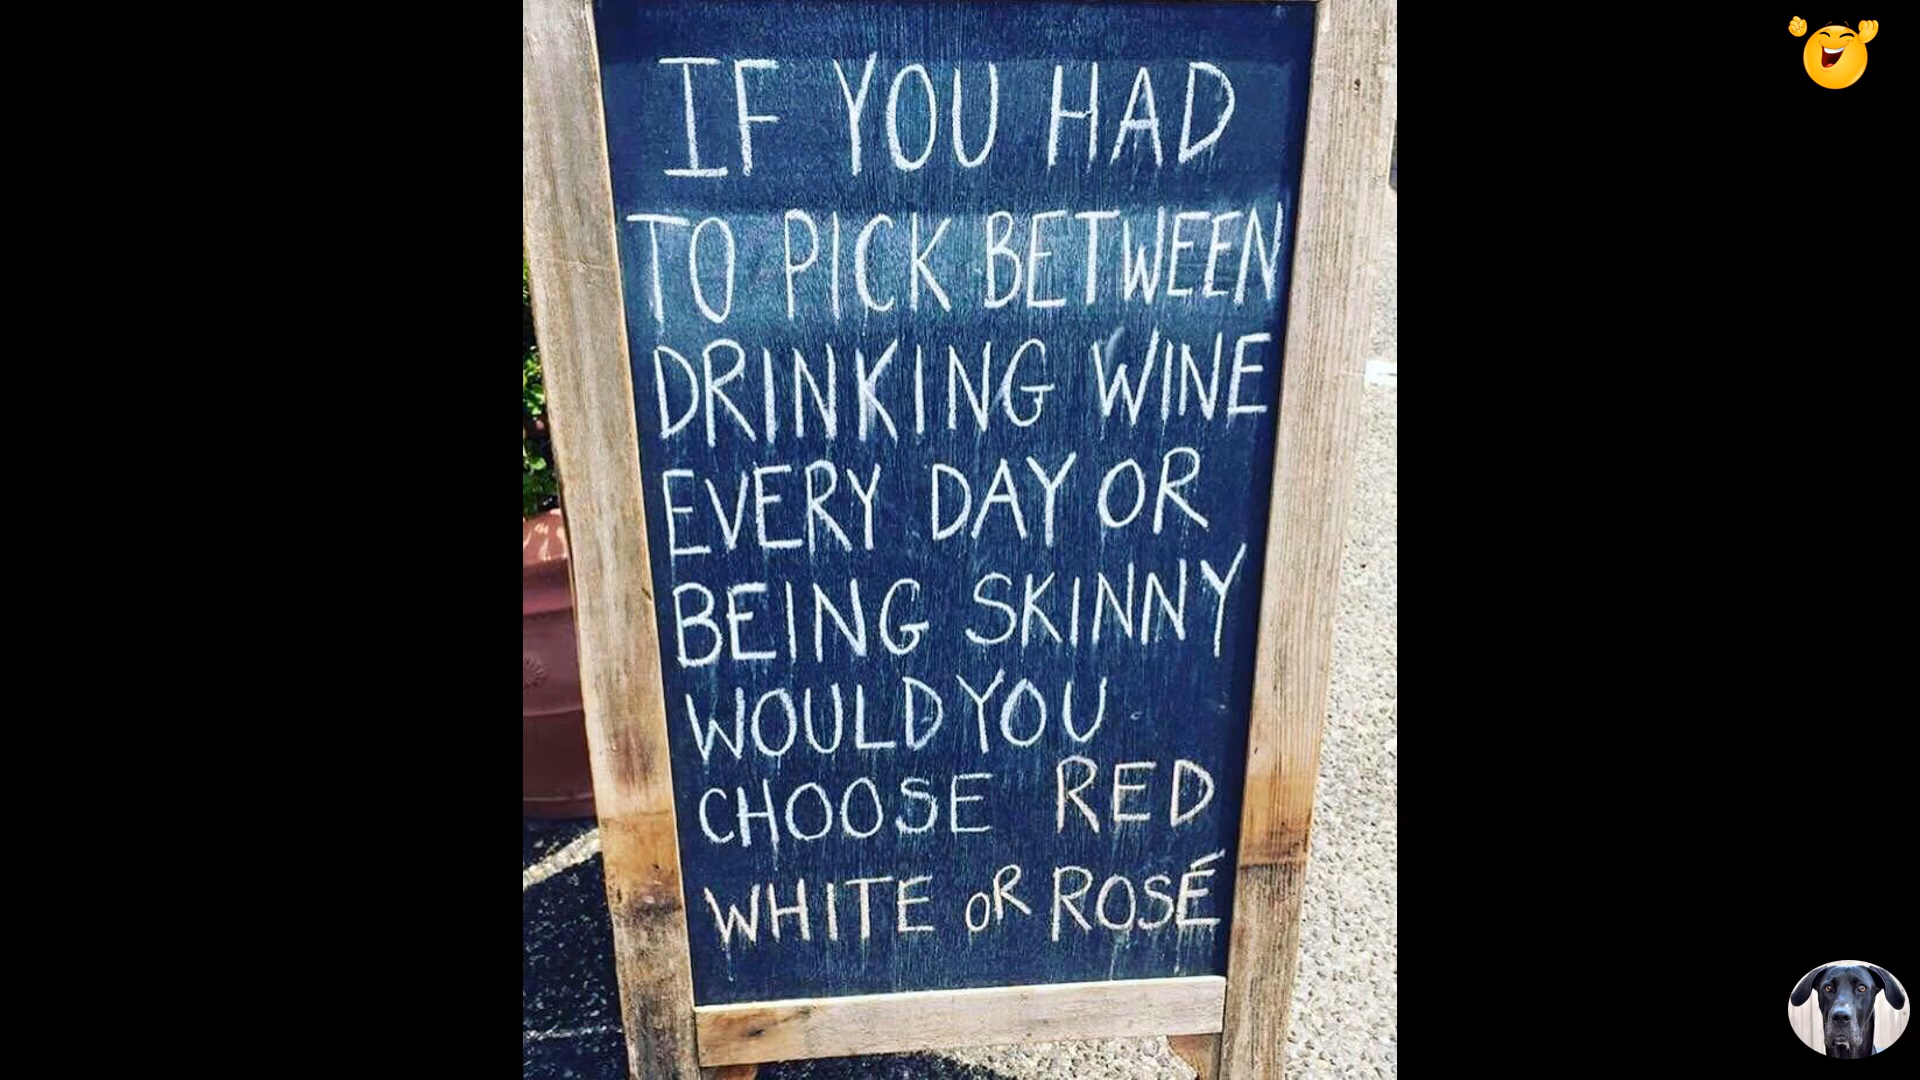 IF YOU HAD
TO PICK BETWEEN
DRINKING WINE
EVERY DAY OR
BEING SKINNY
WOULD YOU
CHOOSE RED
WHITE OR ROSÉ